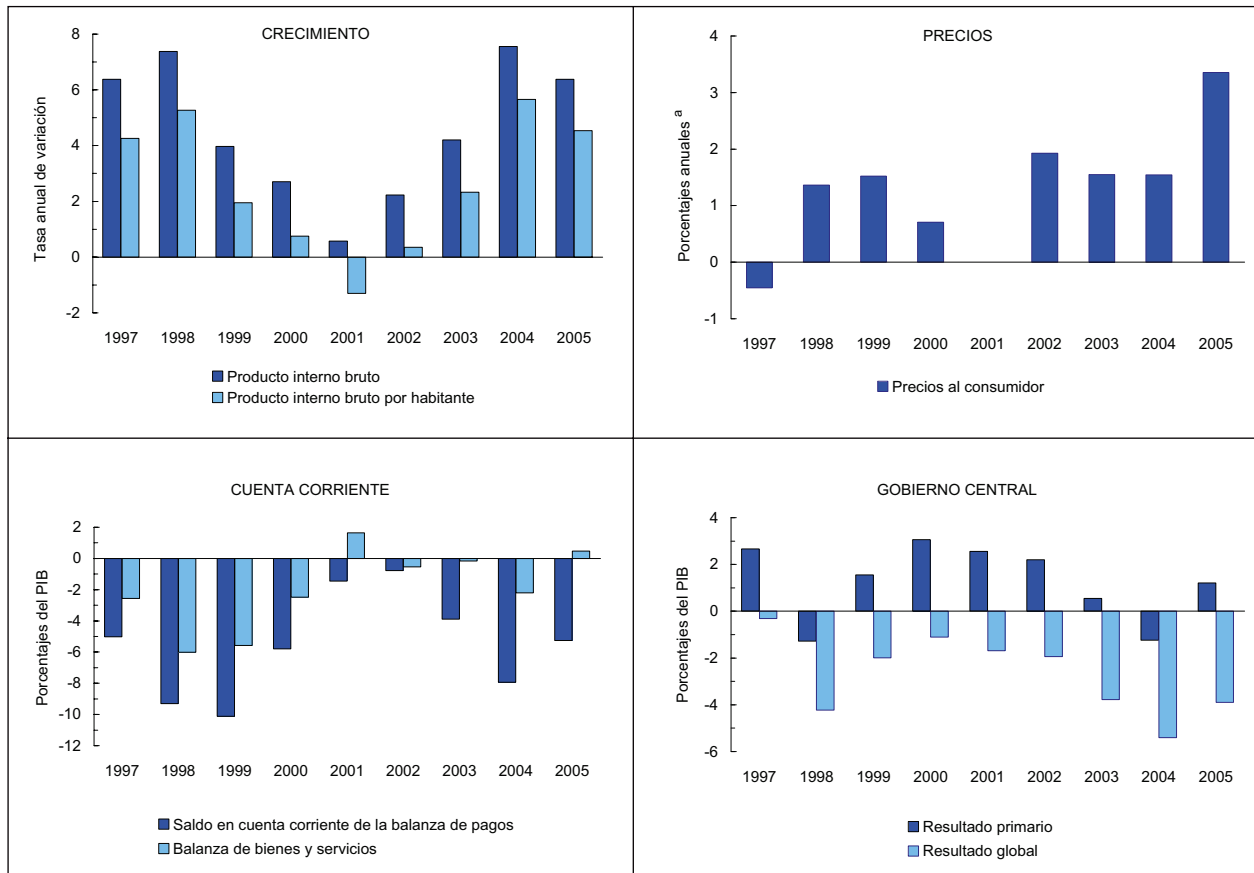 CRECIMIENTO
8
6
4
2
0
-2
Tasa anual de variación
1997 1998 1999 2000 2001 2002 2003 2004 2005
Producto interno bruto
Producto interno bruto por habitante
PRECIOS
4
3
2
1
0
-1
Porcentajes anuales a
1997 1998 1999 2000 2001 2002 2003 2004 2005
Precios al consumidor
CUENTA CORRIENTE
2
0
-2
-4
-6
-8
-10
-12
Porcentajes del PIB
1997 1998 1999 2000 2001 2002 2003 2004 2005
Saldo en cuenta corriente de la balanza de pagos
Balanza de bienes y servicios
GOBIERNO CENTRAL
4
2
0
-2
-4
-6
Porcentajes del PIB
1997 1998 1999 2000 2001 2002 2003 2004 2005
Resultado primario
Resultado global